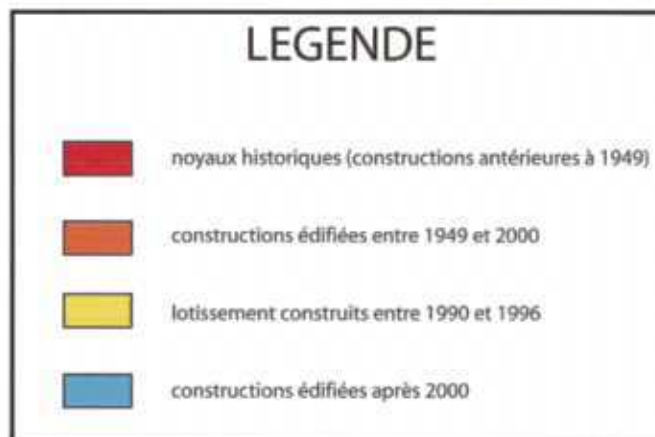 LEGENDE
noyaux historiques (constructions antérieures à 1949)
constructions édifiées entre 1949 et 2000
lotissement construits entre 1990 et 1996
constructions édifiées après 2000